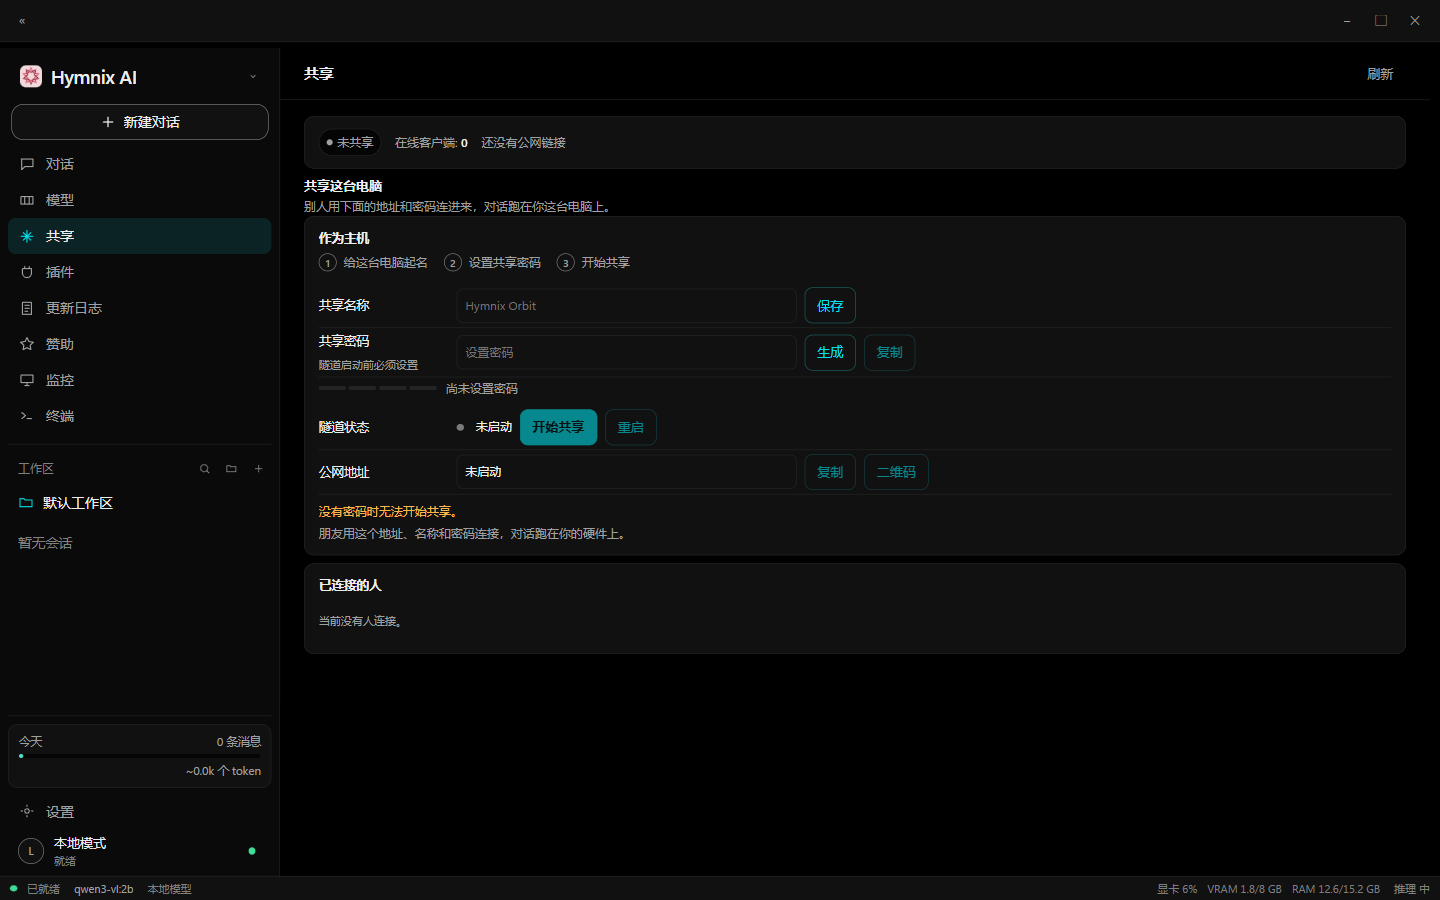 «
Hymnix AI
+ 新建对话
对话
模型
共享
插件
更新日志
赞助
监控
终端
工作区
默认工作区
暂无会话
今天 0 条消息
~0.0k 个 token
设置
L 本地模式
就绪
共享 刷新
未共享 在线客户端: 0 还没有公网链接
共享这台电脑
别人用下面的地址和密码连进来，对话跑在你这台电脑上。
作为主机
1 给这台电脑起名 2 设置共享密码 3 开始共享
共享名称 Hymnix Orbit 保存
共享密码 设置密码 生成 复制
隧道启动前必须设置
尚未设置密码
隧道状态 未启动 开始共享 重启
公网地址 未启动 复制 二维码
没有密码时无法开始共享。
朋友用这个地址、名称和密码连接，对话跑在你的硬件上。
已连接的人
当前没有人连接。
已就绪 qwen3-vl:2b 本地模型 显卡 6% VRAM 1.8/8 GB RAM 12.6/15.2 GB 推理 中